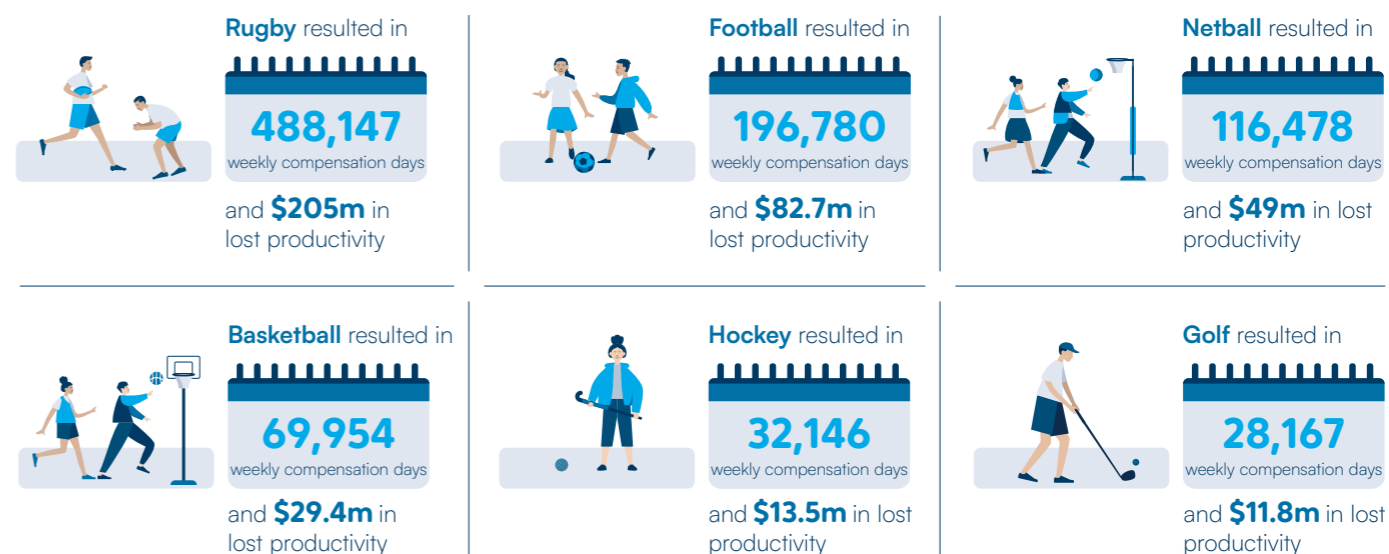 Rugby resulted in
488,147
weekly compensation days
and $205m in
lost productivity
Football resulted in
196,780
weekly compensation days
and $82.7m in
lost productivity
Netball resulted in
116,478
weekly compensation days
and $49m in lost
productivity
Basketball resulted in
69,954
weekly compensation days
and $29.4m in
lost productivity
Hockey resulted in
32,146
weekly compensation days
and $13.5m in lost
productivity
Golf resulted in
28,167
weekly compensation days
and $11.8m in lost
productivity